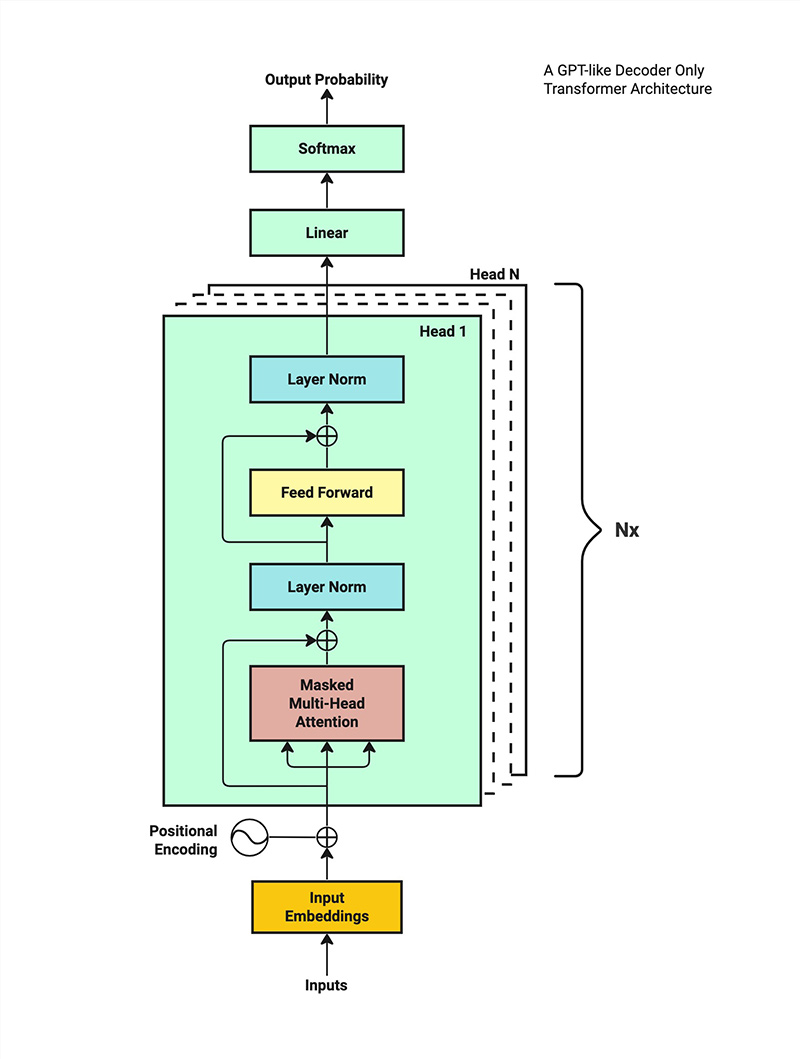 A GPT-like Decoder Only
Transformer Architecture
Output Probability
Softmax
Linear
Head N
Head 1
Layer Norm
Feed Forward
Nx
Layer Norm
Masked
Multi-Head
Attention
Positional
Encoding
Input
Embeddings
Inputs